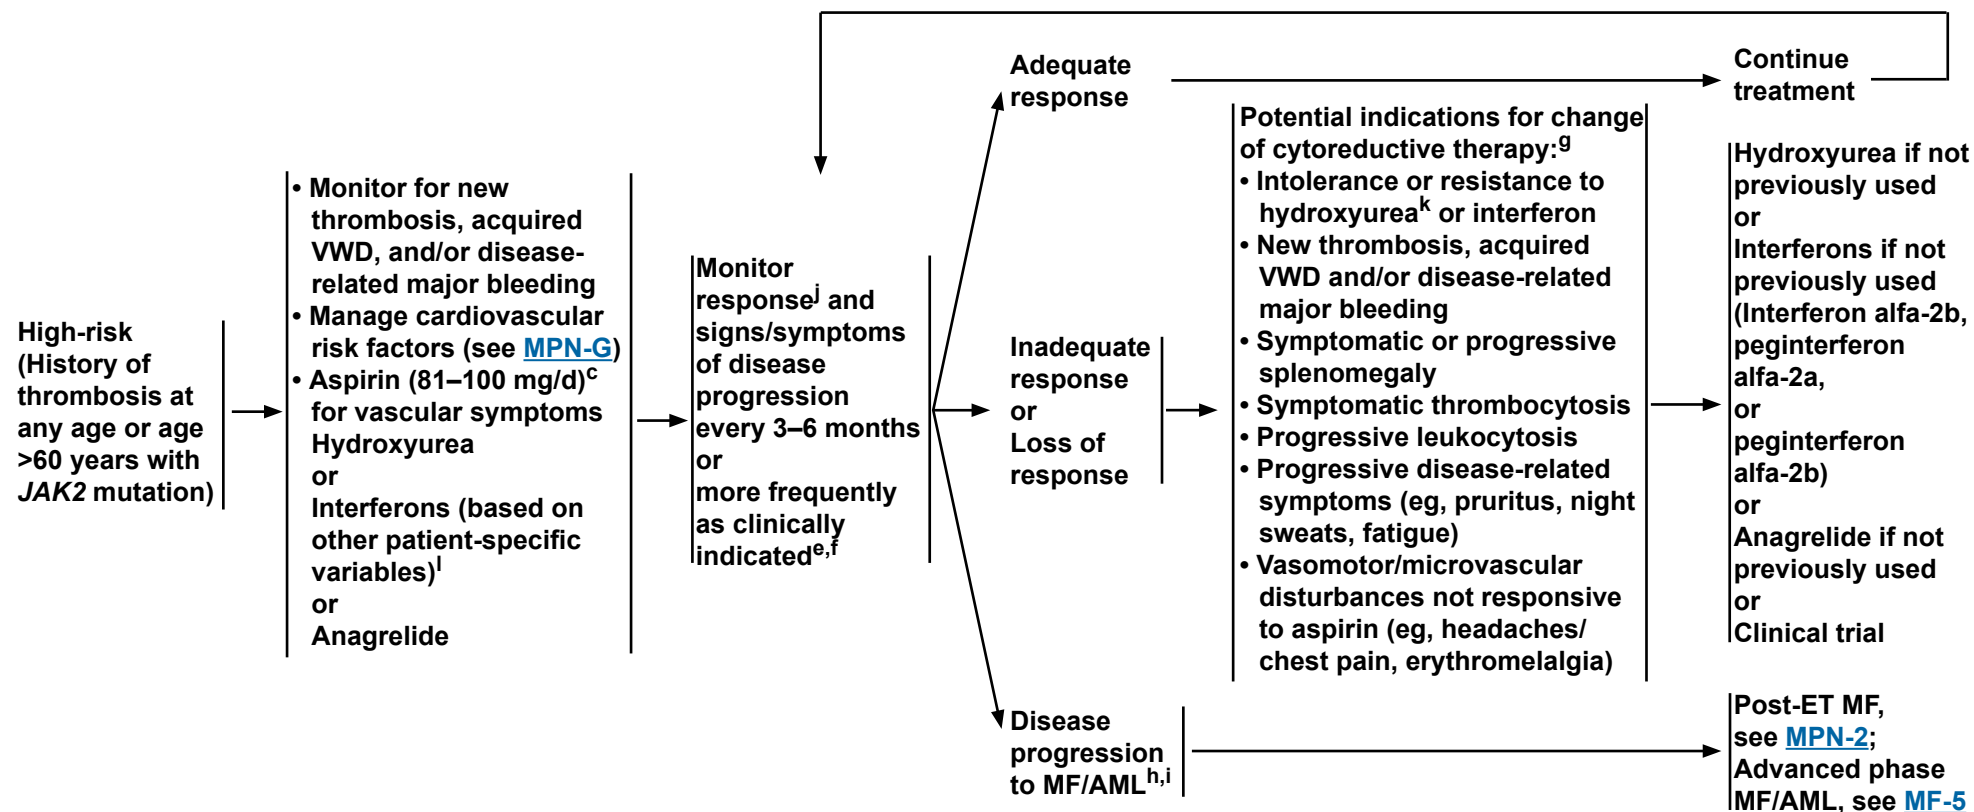 High-risk
(History of
thrombosis at
any age or age
>60 years with
JAK2 mutation)
• Monitor for new
thrombosis, acquired
VWD, and/or disease-
related major bleeding
• Manage cardiovascular
risk factors (see MPN-G)
• Aspirin (81–100 mg/d)c
for vascular symptoms
Hydroxyurea
or
Interferons (based on
other patient-specific
variables)l
or
Anagrelide
Monitor
responsej and
signs/symptoms
of disease
progression
every 3–6 months
or
more frequently
as clinically
indicatede,f
Adequate
response
Continue
treatment
Inadequate
response
or
Loss of
response
Potential indications for change
of cytoreductive therapy:g
• Intolerance or resistance to
hydroxyureak or interferon
• New thrombosis, acquired
VWD and/or disease-related
major bleeding
• Symptomatic or progressive
splenomegaly
• Symptomatic thrombocytosis
• Progressive leukocytosis
• Progressive disease-related
symptoms (eg, pruritus, night
sweats, fatigue)
• Vasomotor/microvascular
disturbances not responsive
to aspirin (eg, headaches/
chest pain, erythromelalgia)
Hydroxyurea if not
previously used
or
Interferons if not
previously used
(Interferon alfa-2b,
peginterferon
alfa-2a,
or
peginterferon
alfa-2b)
or
Anagrelide if not
previously used
or
Clinical trial
Disease
progression
to MF/AMLh,i
Post-ET MF,
see MPN-2;
Advanced phase
MF/AML, see MF-5